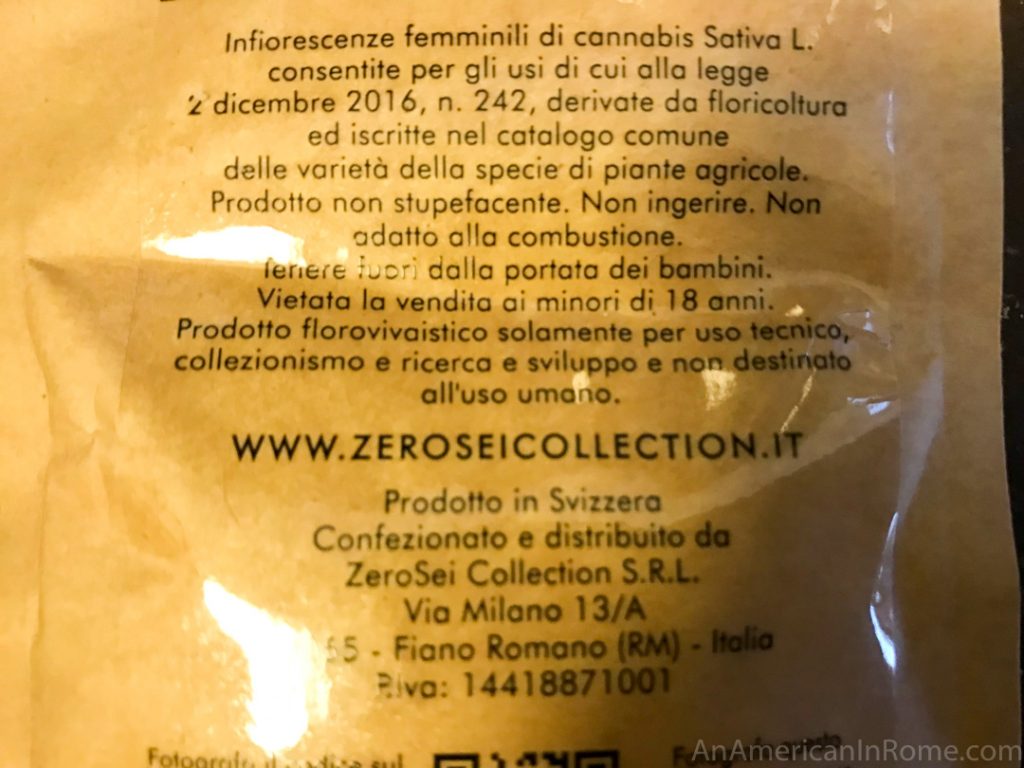 Infiorescenze femminili di cannabis Sativa L.
consentite per gli usi di cui alla legge
2 dicembre 2016, n. 242, derivate da floricoltura
ed iscritte nel catalogo comune
delle varietà della specie di piante agricole.
Prodotto non stupefacente. Non ingerire. Non
adatto alla combustione.
Tenere fuori dalla portata dei bambini.
Vietata la vendita ai minori di 18 anni.
Prodotto florovivaistico solamente per uso tecnico,
collezionismo e ricerca e sviluppo e non destinato
all'uso umano.
WWW.ZEROSEICOLLECTION.IT
Prodotto in Svizzera
Confezionato e distribuito da
ZeroSei Collection S.R.L.
Via Milano 13/A
- Fiano Romano (RM) - Italia
P.Iva: 14418871001
AnAmericanInRome.com